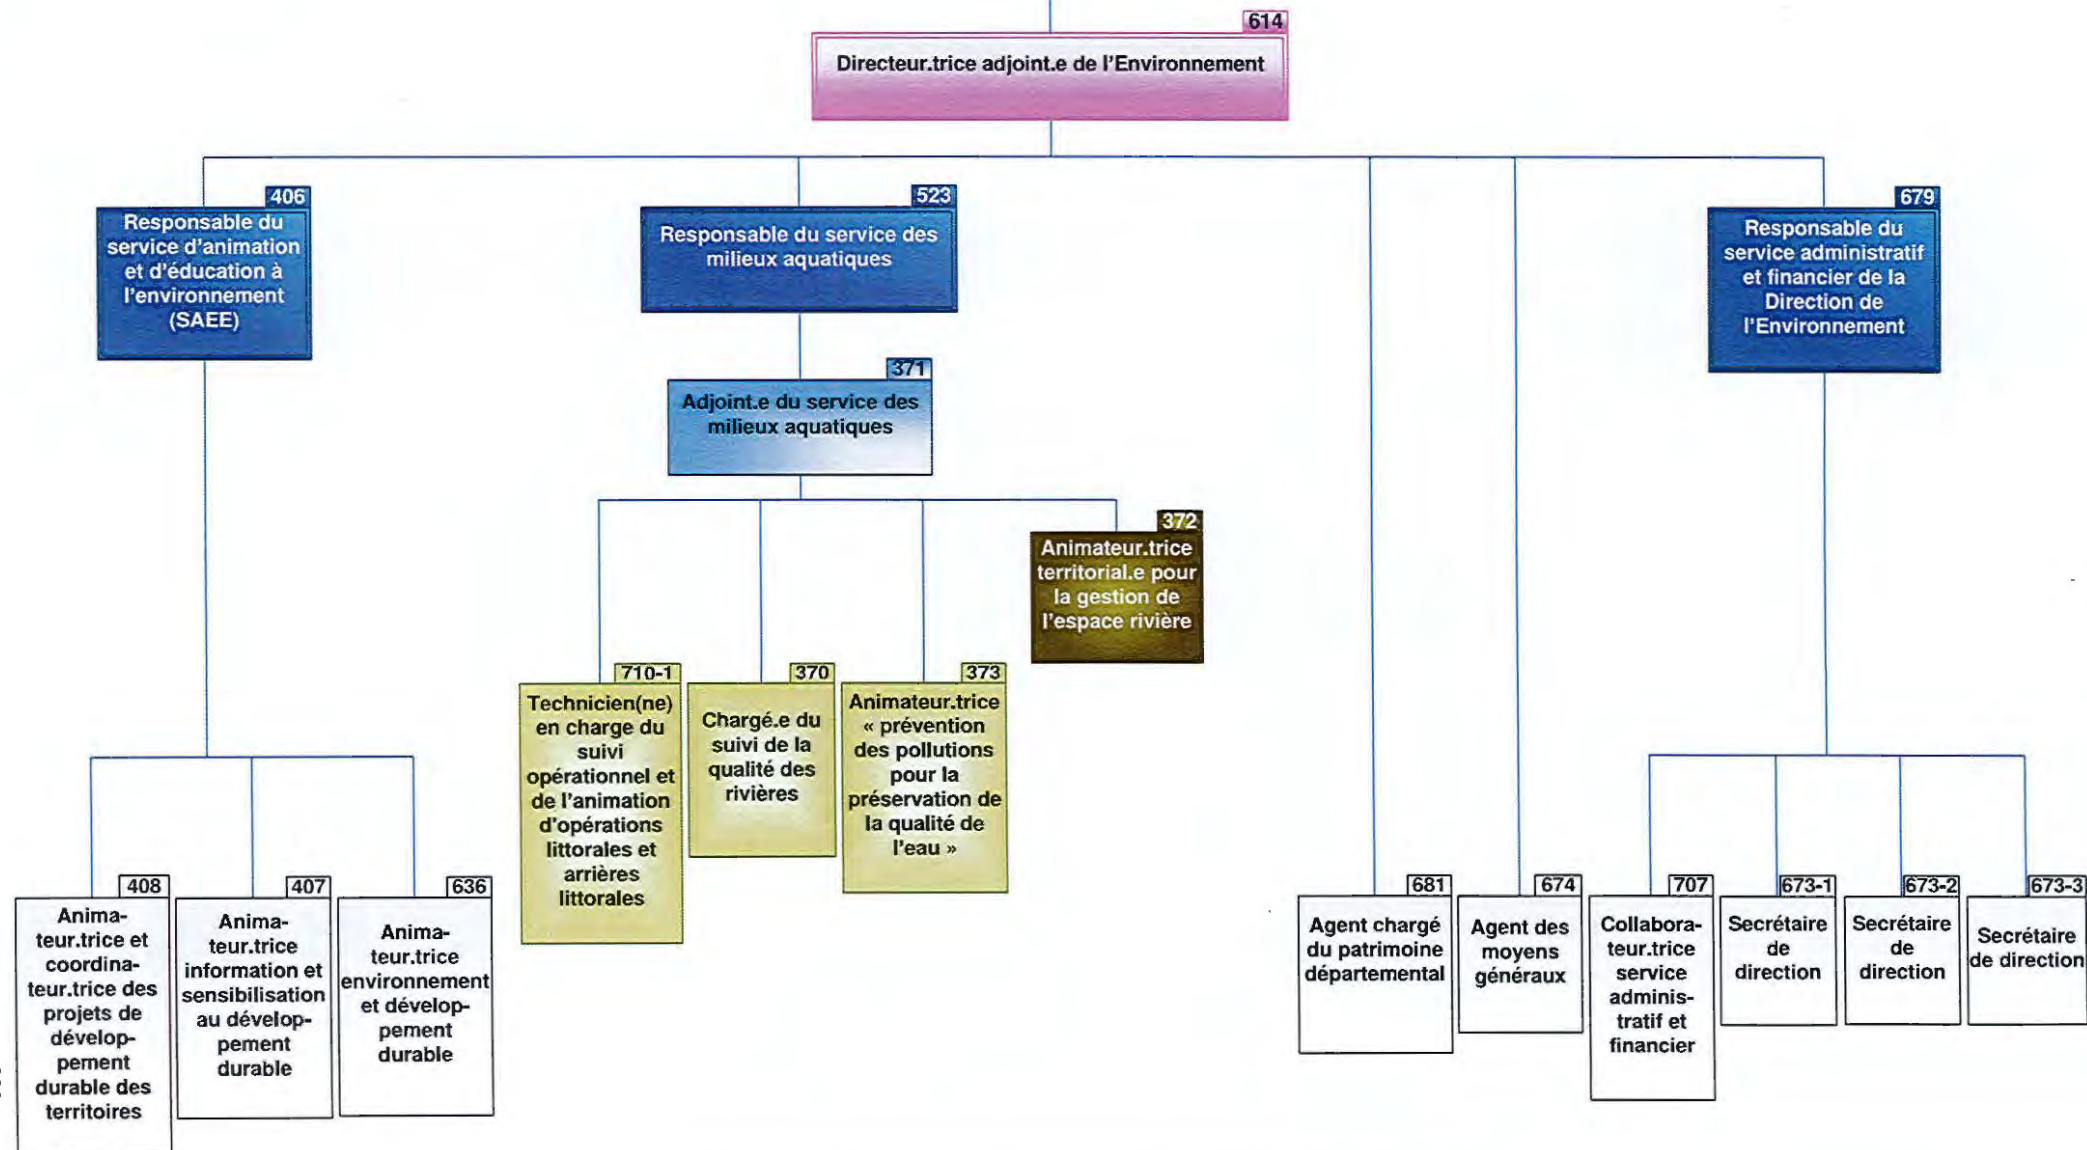 614
Directeur.trice adjoint.e de l'Environnement
406
Responsable du
service d'animation
et d'éducation à
l'environnement
(SAEE)
523
Responsable du service des
milieux aquatiques
679
Responsable du
service administratif
et financier de la
Direction de
l'Environnement
371
Adjoint.e du service des
milieux aquatiques
372
Animateur.trice
territorial.e pour
la gestion de
l'espace rivière
710-1
Technicien(ne)
en charge du
suivi
opérationnel et
de l'animation
d'opérations
littorales et
arrières
littorales
370
Chargé.e du
suivi de la
qualité des
rivières
373
Animateur.trice
« prévention
des pollutions
pour la
préservation de
la qualité de
l'eau »
408
Anima-
teur.trice et
coordina-
teur.trice des
projets de
dévelop-
pement
durable des
territoires
407
Anima-
teur.trice
information et
sensibilisation
au dévelop-
pement
durable
636
Anima-
teur.trice
environnement
et dévelop-
pement
durable
681
Agent chargé
du patrimoine
départemental
674
Agent des
moyens
généraux
707
Collabora-
teur.trice
service
adminis-
tratif et
financier
673-1
Secrétaire
de
direction
673-2
Secrétaire
de
direction
673-3
Secrétaire
de direction